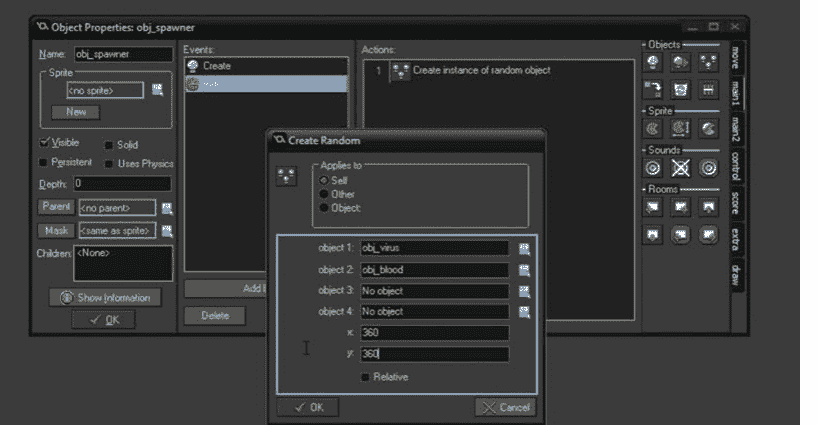 Object Properties: obj_spawner
Name: obj_spawner
Sprite
<no sprite>
New
Visible
Solid
Persistent
Uses Physics
Depth: 0
Parent <no parent>
Mask <same as sprite>
Children: <None>
Show Information
OK
Events:
Create
Delete
Actions:
1 Create instance of random object
Objects
Sprite
Sounds
Rooms
move
main1
main2
control
score
extra
draw
Create Random
Applies to
Self
Other
Object:
object 1: obj_virus
object 2: obj_blood
object 3: No object
object 4: No object
x: 360
y: 360
Relative
OK
Cancel